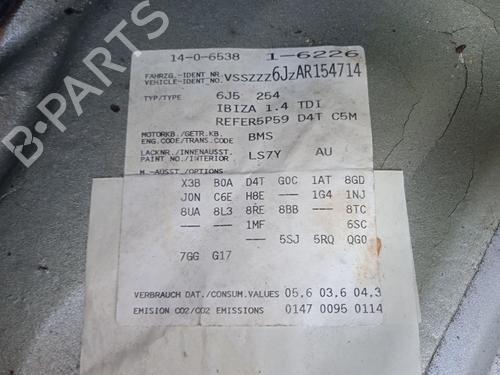 14-0-6538 1-6226
FAHRZG.-IDENT NR.
VEHICLE-IDENT_NO. VSSZZZ6JZAR154714
TYP/TYPE 6J5 254
IBIZA 1.4 TDI
REFER5P59 D4T C5M
MOTORKB./GETR.KB.
ENG.CODE/TRANS.CODE BMS
LACKNR./INNENAUSST.
PAINT NO./INTERIOR LS7Y AU
M.-AUSST./OPTIONS
X3B B0A D4T G0C 1AT 8GD
J0N C6E H8E --- 1G4 1NJ
8UA 8L3 8RE 8BB --- 8TC
--- --- 1MF 6SC
--- --- --- 5SJ 5RQ QG0
7GG G17
VERBRAUCH DAT./CONSUM.VALUES 05,6 03,6 04,3
EMISION CO2/CO2 EMISSIONS 0147 0095 0114